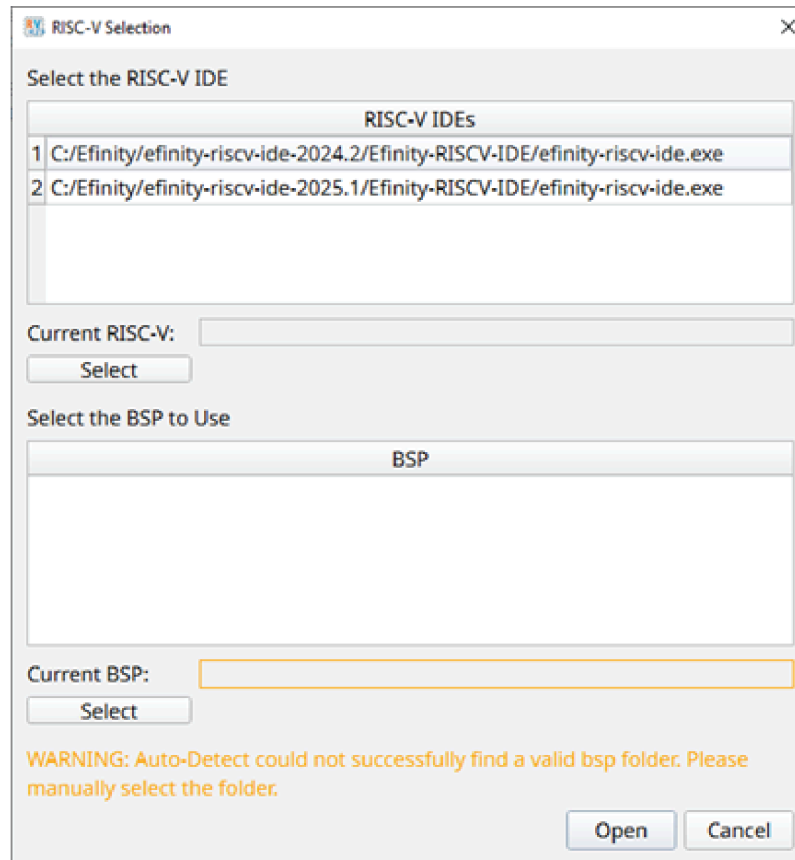 RISC-V Selection
Select the RISC-V IDE
RISC-V IDEs
1 C:/Efinity/efinity-riscv-ide-2024.2/Efinity-RISCV-IDE/efinity-riscv-ide.exe
2 C:/Efinity/efinity-riscv-ide-2025.1/Efinity-RISCV-IDE/efinity-riscv-ide.exe
Current RISC-V:
Select
Select the BSP to Use
BSP
Current BSP:
Select
WARNING: Auto-Detect could not successfully find a valid bsp folder. Please
manually select the folder.
Open Cancel